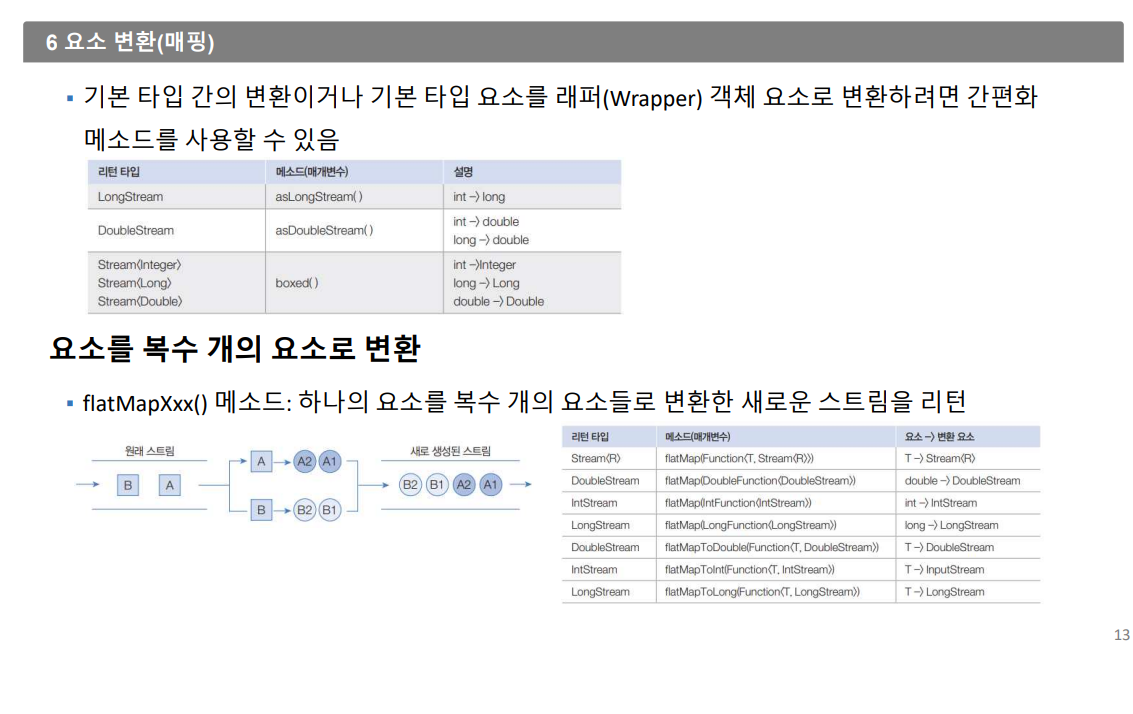 6 요소 변환(매핑)
▪ 기본 타입 간의 변환이거나 기본 타입 요소를 래퍼(Wrapper) 객체 요소로 변환하려면 간편화
메소드를 사용할 수 있음
리턴 타입 메소드(매개변수) 설명
LongStream asLongStream( ) int -> long
DoubleStream asDoubleStream( ) int -> double
long -> double
Stream<Integer> int ->Integer
Stream<Long> boxed( ) long -> Long
Stream<Double> double -> Double
요소를 복수 개의 요소로 변환
▪ flatMapXxx() 메소드: 하나의 요소를 복수 개의 요소들로 변환한 새로운 스트림을 리턴
원래 스트림
B A
A A2 A1
B B2 B1
새로 생성된 스트림
B2 B1 A2 A1
리턴 타입 메소드(매개변수) 요소 -> 변환 요소
Stream<R> flatMap(Function<T, Stream<R>>) T -> Stream<R>
DoubleStream flatMap(DoubleFunction<DoubleStream>) double -> DoubleStream
IntStream flatMap(IntFunction<IntStream>) int -> IntStream
LongStream flatMap(LongFunction<LongStream>) long -> LongStream
DoubleStream flatMapToDouble(Function<T, DoubleStream>) T -> DoubleStream
IntStream flatMapToInt(Function<T, IntStream>) T -> InputStream
LongStream flatMapToLong(Function<T, LongStream>) T -> LongStream
13